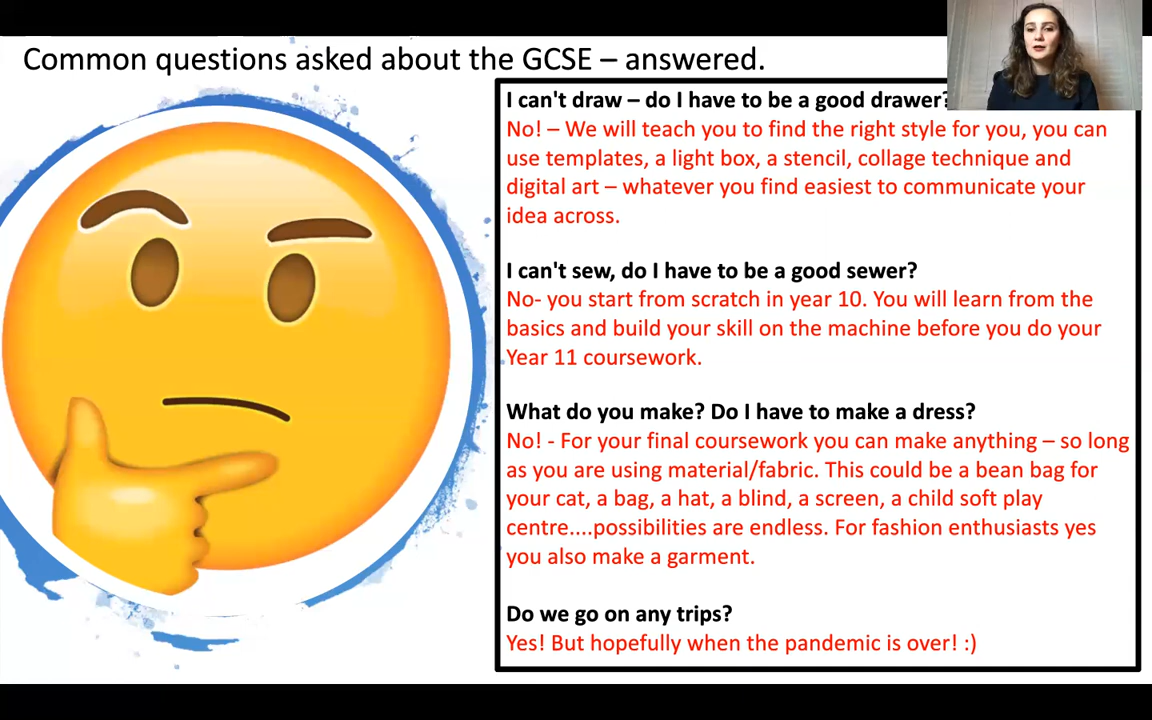 Common questions asked about the GCSE – answered.
I can't draw – do I have to be a good drawer?
No! – We will teach you to find the right style for you, you can
use templates, a light box, a stencil, collage technique and
digital art – whatever you find easiest to communicate your
idea across.
I can't sew, do I have to be a good sewer?
No- you start from scratch in year 10. You will learn from the
basics and build your skill on the machine before you do your
Year 11 coursework.
What do you make? Do I have to make a dress?
No! - For your final coursework you can make anything – so long
as you are using material/fabric. This could be a bean bag for
your cat, a bag, a hat, a blind, a screen, a child soft play
centre....possibilities are endless. For fashion enthusiasts yes
you also make a garment.
Do we go on any trips?
Yes! But hopefully when the pandemic is over! :)